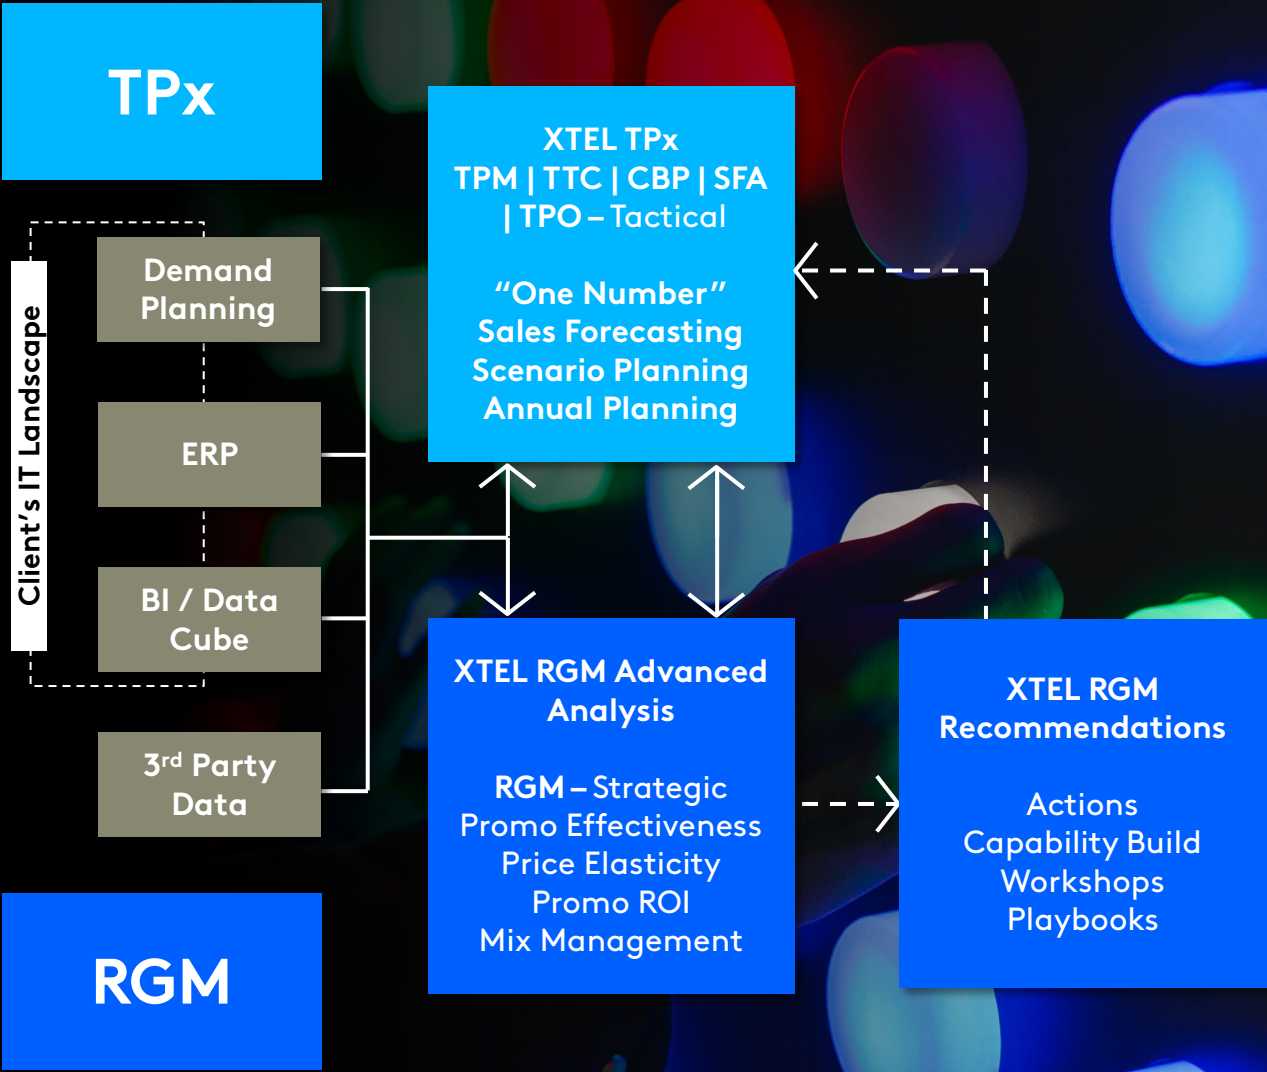 TPx
XTEL TPx
TPM | TTC | CBP | SFA
| TPO – Tactical
“One Number”
Sales Forecasting
Scenario Planning
Annual Planning
Client’s IT Landscape
Demand
Planning
ERP
BI / Data
Cube
3rd Party
Data
XTEL RGM Advanced
Analysis
RGM – Strategic
Promo Effectiveness
Price Elasticity
Promo ROI
Mix Management
XTEL RGM
Recommendations
Actions
Capability Build
Workshops
Playbooks
RGM